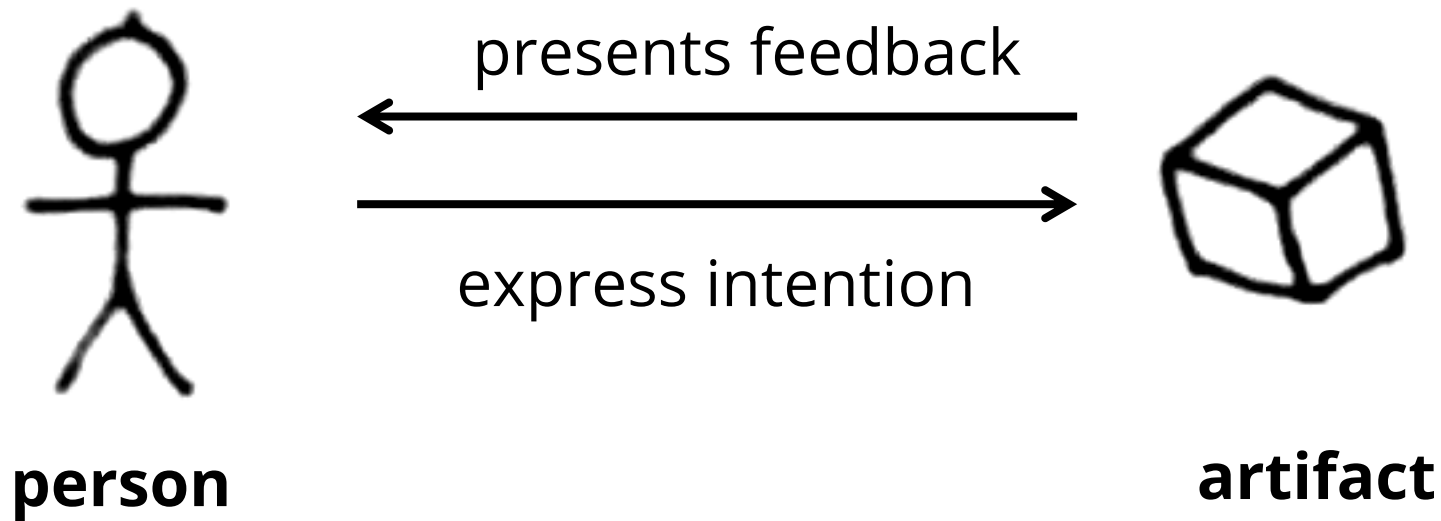 presents feedback
express intention
person
artifact